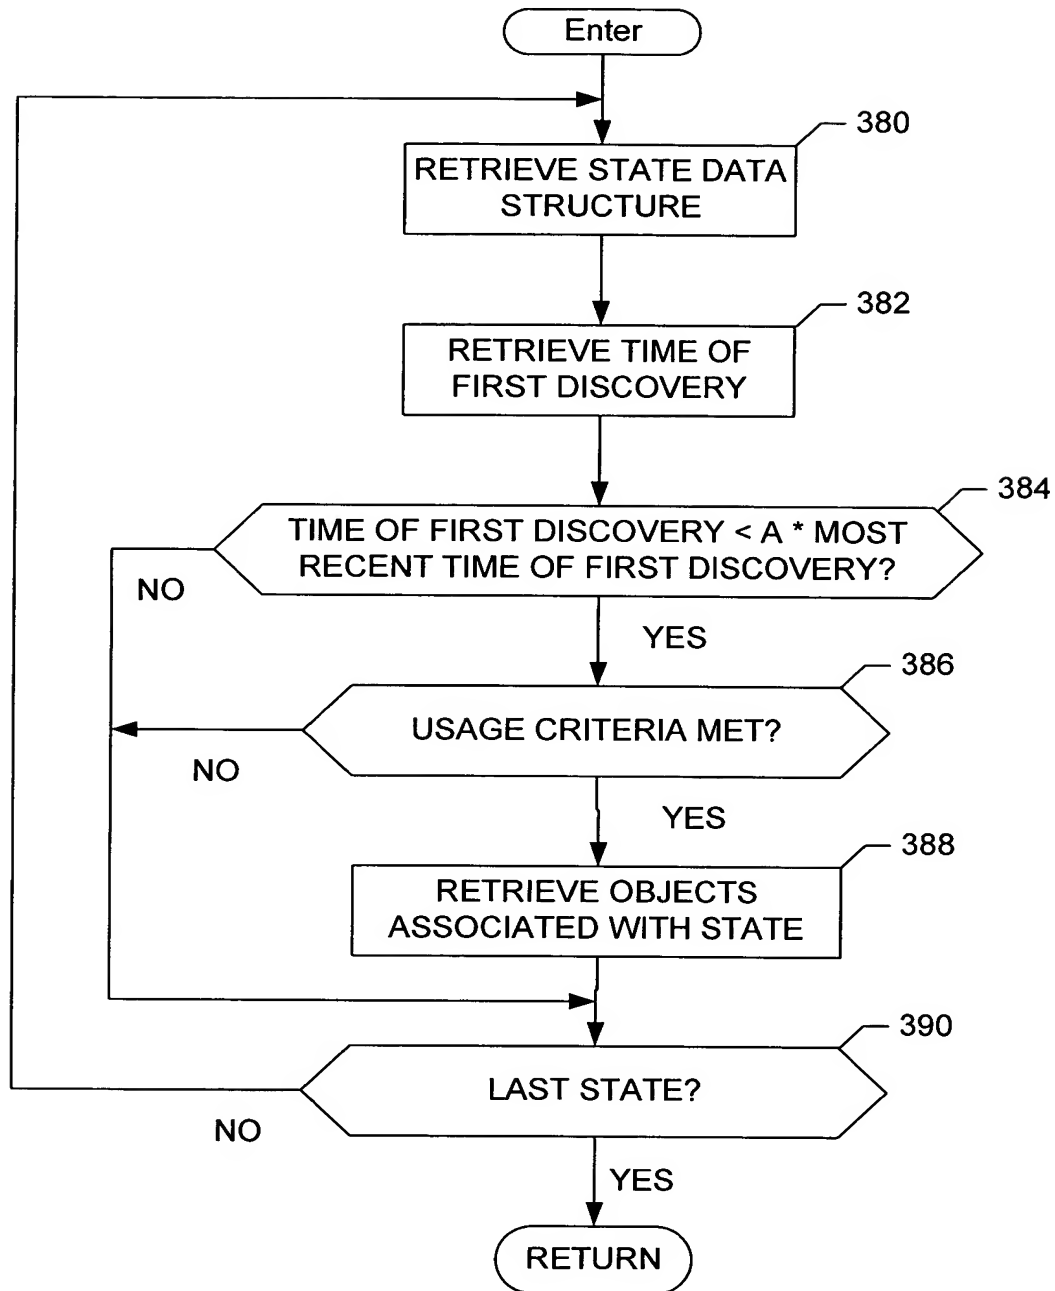 Enter
380
RETRIEVE STATE DATA
STRUCTURE
382
RETRIEVE TIME OF
FIRST DISCOVERY
384
TIME OF FIRST DISCOVERY < A * MOST
RECENT TIME OF FIRST DISCOVERY?
NO
YES
386
USAGE CRITERIA MET?
NO
YES
388
RETRIEVE OBJECTS
ASSOCIATED WITH STATE
390
LAST STATE?
NO
YES
RETURN